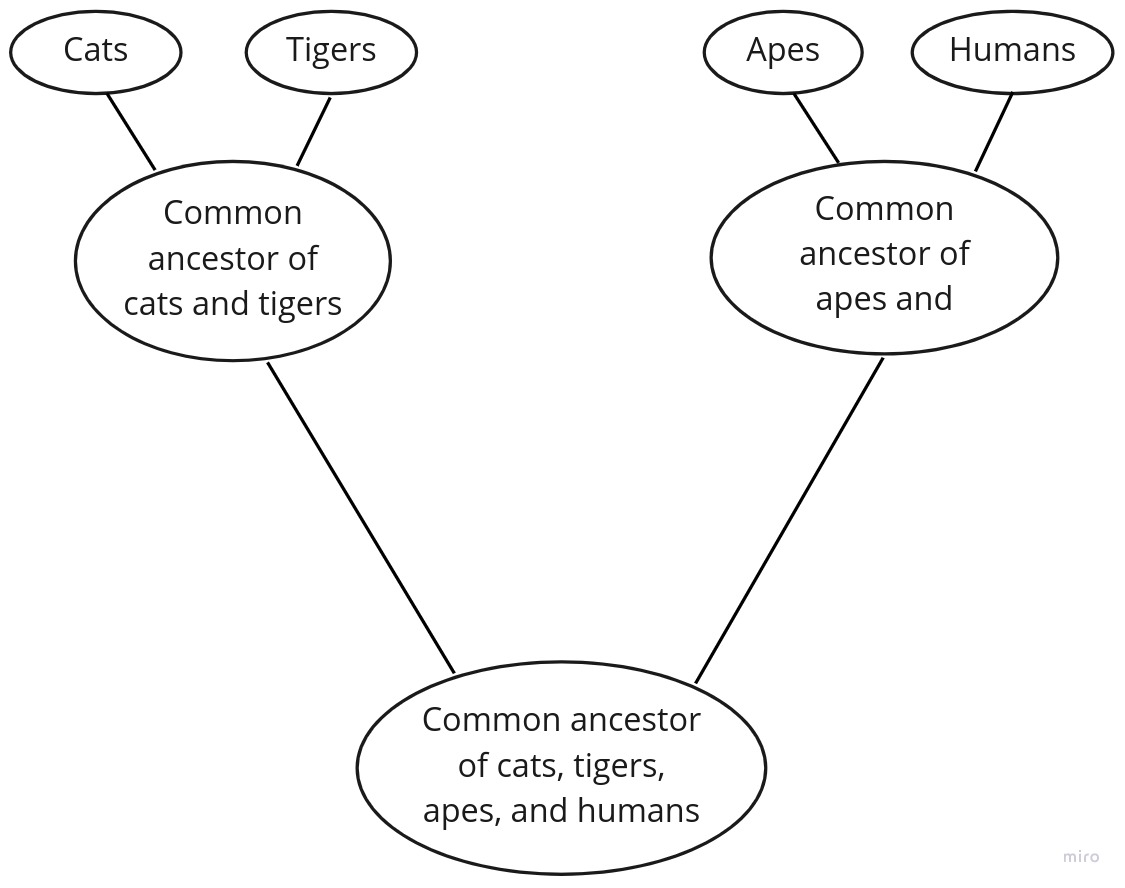 Cats
Tigers
Apes
Humans
Common
ancestor of
cats and tigers
Common
ancestor of
apes and
Common ancestor
of cats, tigers,
apes, and humans
miro